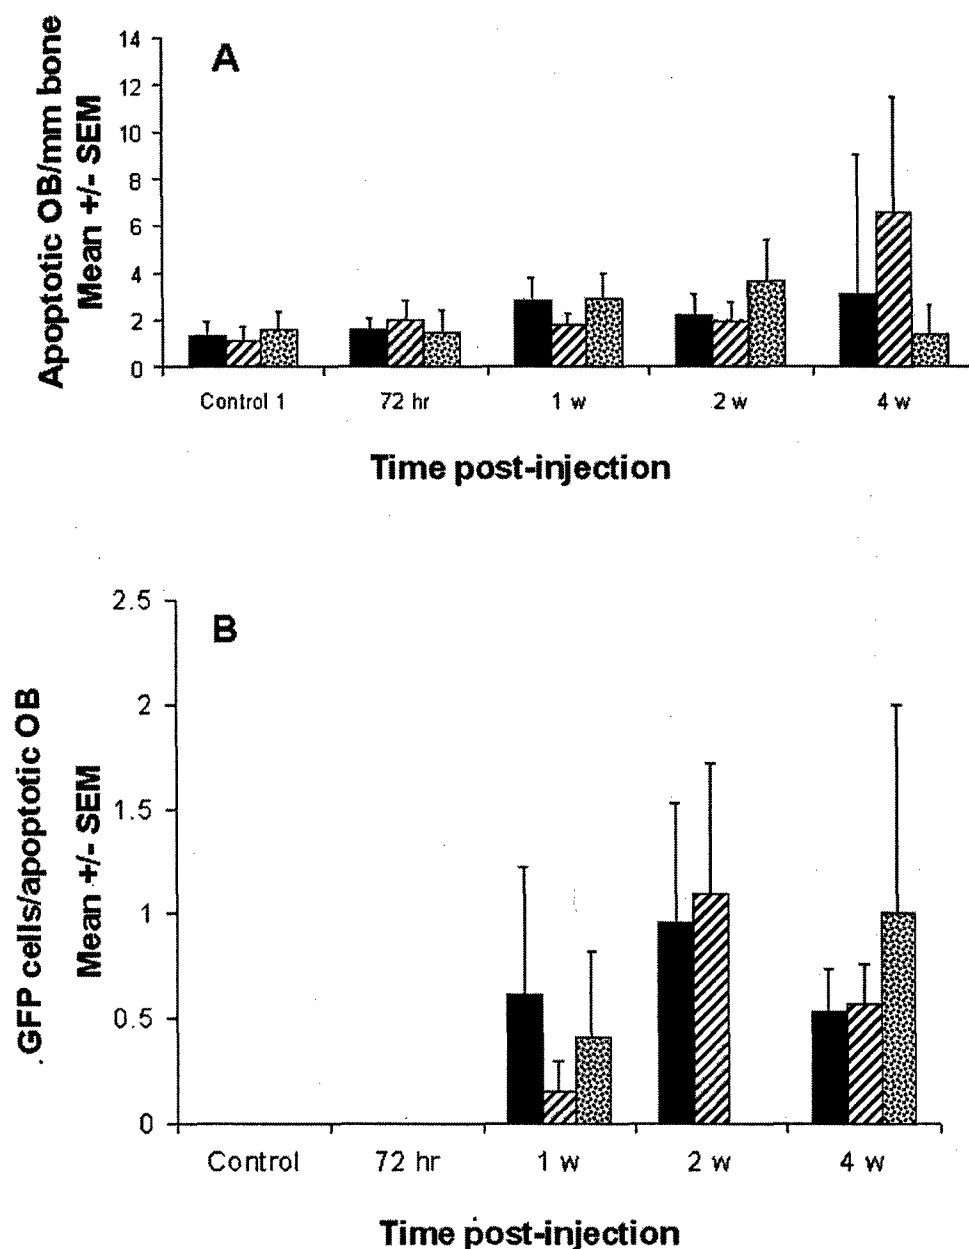 A
Apoptotic OB/mm bone
Mean +/- SEM
14
12
10
8
6
4
2
0
Control 1
72 hr
1 w
2 w
4 w
Time post-injection
B
GFP cells/apoptotic OB
Mean +/- SEM
2.5
2
1.5
1
0.5
0
Control
72 hr
1 w
2 w
4 w
Time post-injection